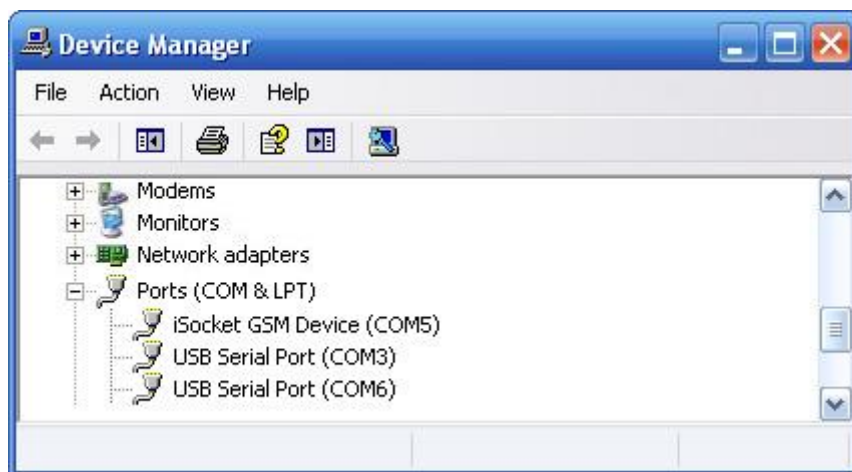 Device Manager
File Action View Help
Modems
Monitors
Network adapters
Ports (COM & LPT)
iSocket GSM Device (COM5)
USB Serial Port (COM3)
USB Serial Port (COM6)